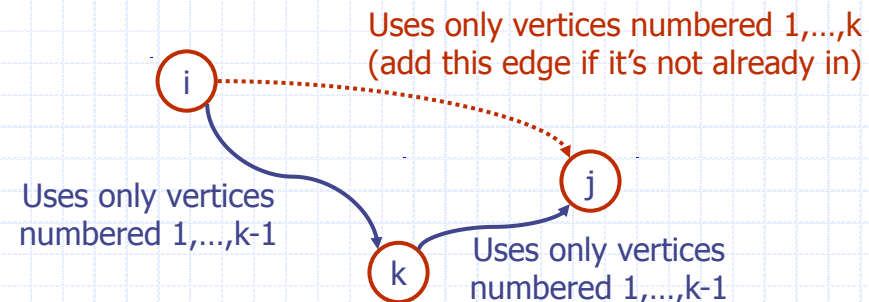 Uses only vertices numbered 1,...,k
(add this edge if it's not already in)
i
j
Uses only vertices
numbered 1,...,k-1
k
Uses only vertices
numbered 1,...,k-1